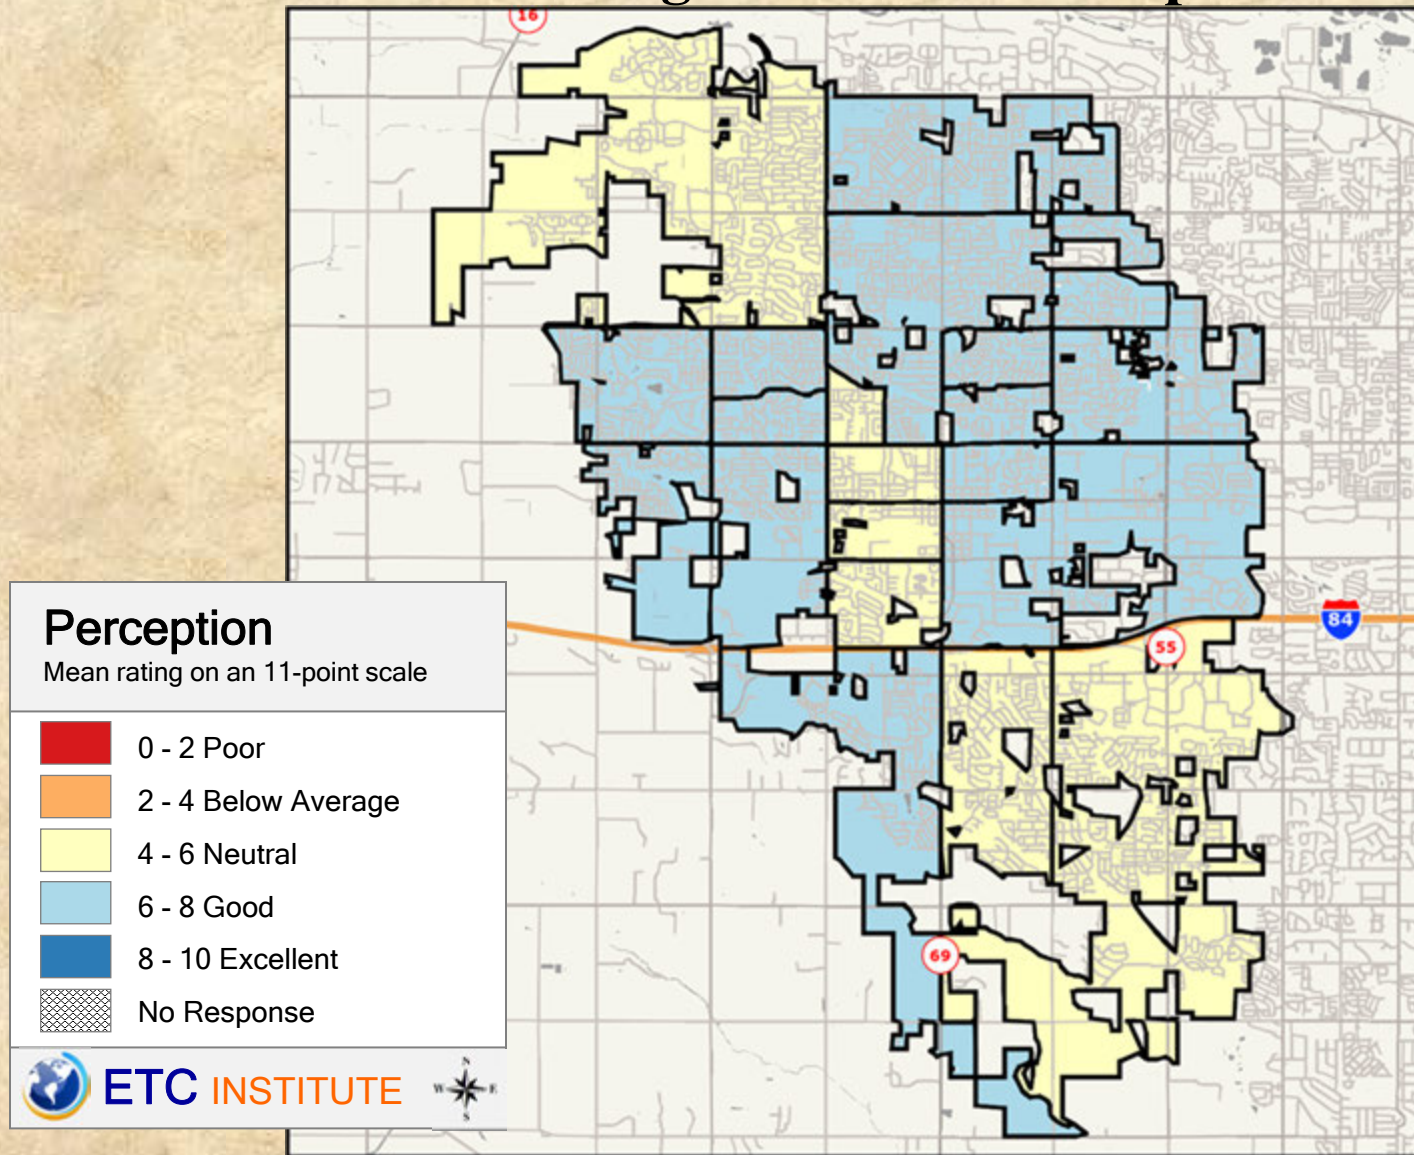 16
84
55
69
Perception
Mean rating on an 11-point scale
0 - 2 Poor
2 - 4 Below Average
4 - 6 Neutral
6 - 8 Good
8 - 10 Excellent
No Response
ETC INSTITUTE
N
W E
S